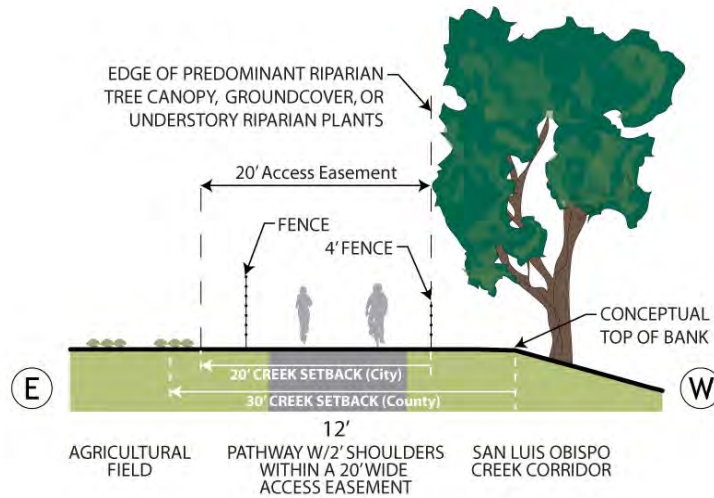 EDGE OF PREDOMINANT RIPARIAN
TREE CANOPY, GROUNDCOVER, OR
UNDERSTORY RIPARIAN PLANTS
20' Access Easement
FENCE
4' FENCE
CONCEPTUAL
TOP OF BANK
20' CREEK SETBACK (City)
30' CREEK SETBACK (County)
E
W
12'
AGRICULTURAL
FIELD
PATHWAY W/2' SHOULDERS
WITHIN A 20' WIDE
ACCESS EASEMENT
SAN LUIS OBISPO
CREEK CORRIDOR